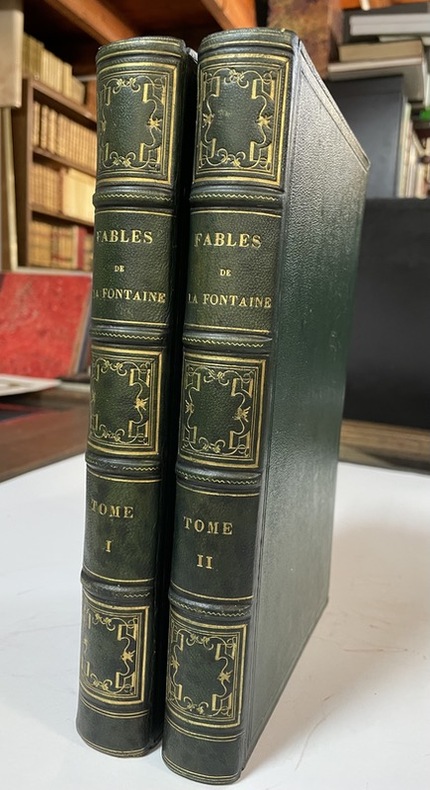 FABLES
DE
LA FONTAINE
TOME
I
FABLES
DE
LA FONTAINE
TOME
II